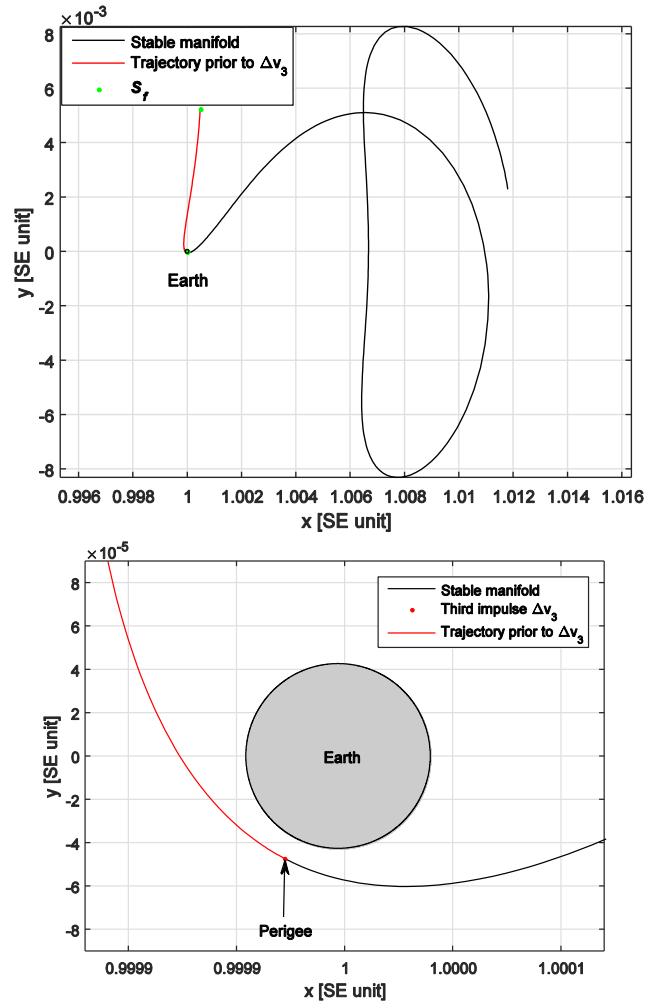 ×10⁻³
8
6
4
2
0
-2
-4
-6
-8
y [SE unit]
Stable manifold
Trajectory prior to Δv₃
S_f
Earth
0.996 0.998 1 1.002 1.004 1.006 1.008 1.01 1.012 1.014 1.016
x [SE unit]
×10⁻⁵
8
6
4
2
0
-2
-4
-6
-8
y [SE unit]
Stable manifold
Third impulse Δv₃
Trajectory prior to Δv₃
Earth
Perigee
0.9999 0.9999 1 1.0000 1.0001
x [SE unit]